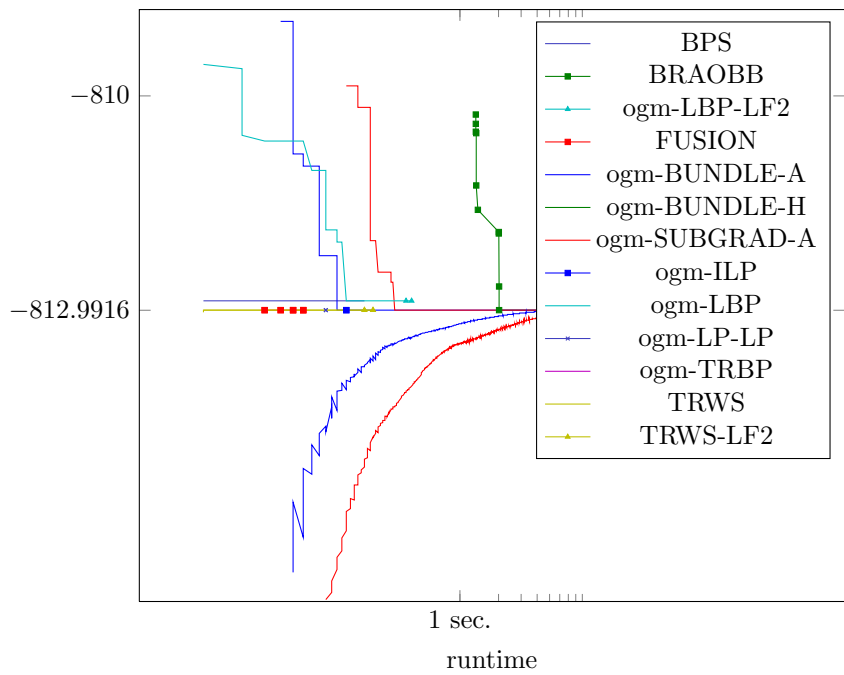 BPS
−810
BRAOBB
ogm-LBP-LF2
FUSION
ogm-BUNDLE-A
ogm-BUNDLE-H
ogm-SUBGRAD-A
ogm-ILP
−812.9916
ogm-LBP
ogm-LP-LP
ogm-TRBP
TRWS
TRWS-LF2
1 sec.
runtime